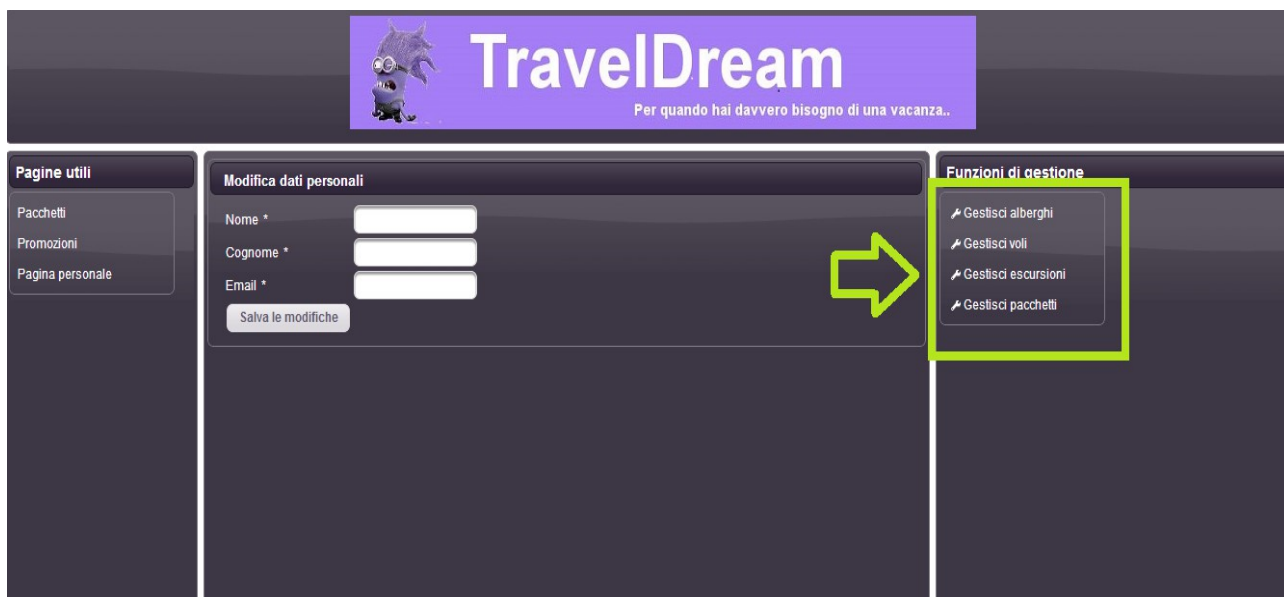 TravelDream
Per quando hai davvero bisogno di una vacanza..
Pagine utili
Pacchetti
Promozioni
Pagina personale
Modifica dati personali
Nome *
Cognome *
Email *
Salva le modifiche
Funzioni di gestione
Gestisci alberghi
Gestisci voli
Gestisci escursioni
Gestisci pacchetti